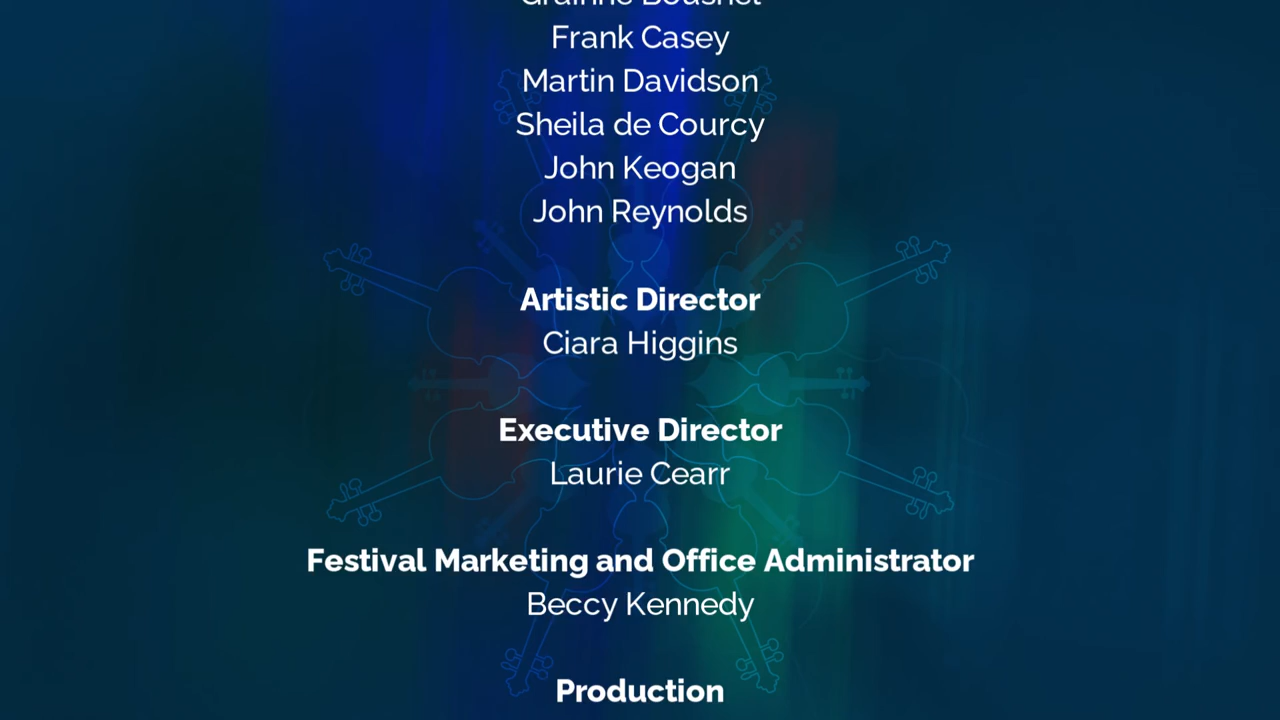 Frank Casey
Martin Davidson
Sheila de Courcy
John Keogan
John Reynolds
Artistic Director
Ciara Higgins
Executive Director
Laurie Cearr
Festival Marketing and Office Administrator
Beccy Kennedy
Production